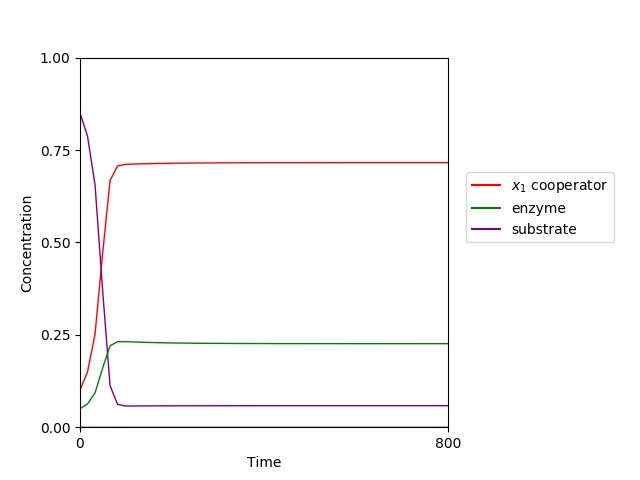 1.00
0.75
0.50
0.25
0.00
Concentration
0
800
Time
x₁ cooperator
enzyme
substrate